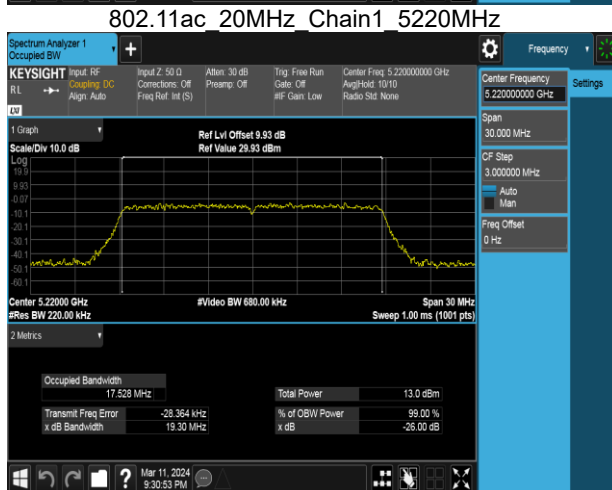 802.11ac_20MHz_Chain1_5220MHz
Spectrum Analyzer 1
Occupied BW
Frequency
KEYSIGHT Input: RF Input Z: 50 Ω Atten: 30 dB Trig: Free Run Center Freq: 5.220000000 GHz
RL Coupling: DC Corrections: Off Preamp: Off Gate: Off Avg|Hold: 10/10
Align: Auto Freq Ref: Int (S) #IF Gain: Low Radio Std: None
LXI
Center Frequency
5.220000000 GHz
Settings
Span
30.000 MHz
CF Step
3.000000 MHz
Auto
Man
Freq Offset
0 Hz
1 Graph
Ref Lvl Offset 9.93 dB
Scale/Div 10.0 dB Ref Value 29.93 dBm
Log
19.9
9.93
-0.07
-10.1
-20.1
-30.1
-40.1
-50.1
-60.1
Center 5.22000 GHz #Video BW 680.00 kHz Span 30 MHz
#Res BW 220.00 kHz Sweep 1.00 ms (1001 pts)
2 Metrics
Occupied Bandwidth
17.528 MHz Total Power 13.0 dBm
Transmit Freq Error -28.364 kHz % of OBW Power 99.00 %
x dB Bandwidth 19.30 MHz x dB -26.00 dB
Mar 11, 2024
9:30:53 PM